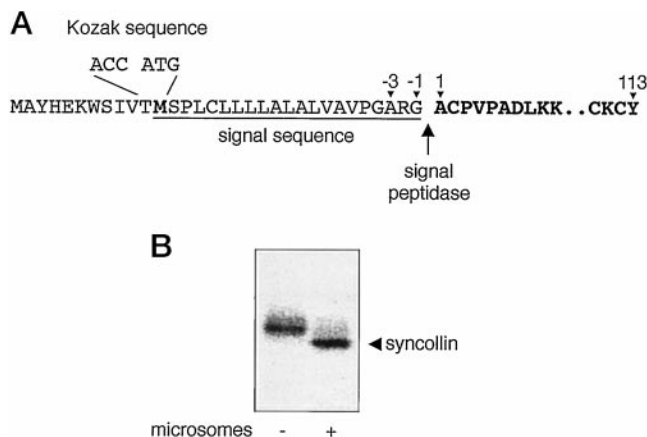 A
Kozak sequence
ACC ATG
-3 -1 1 113
MAYHEKWSIVTMSPLCLLLLALALVAVPGARG ACPVPADLKK..CKCY
signal sequence
signal
peptidase
B
syncollin
microsomes - +